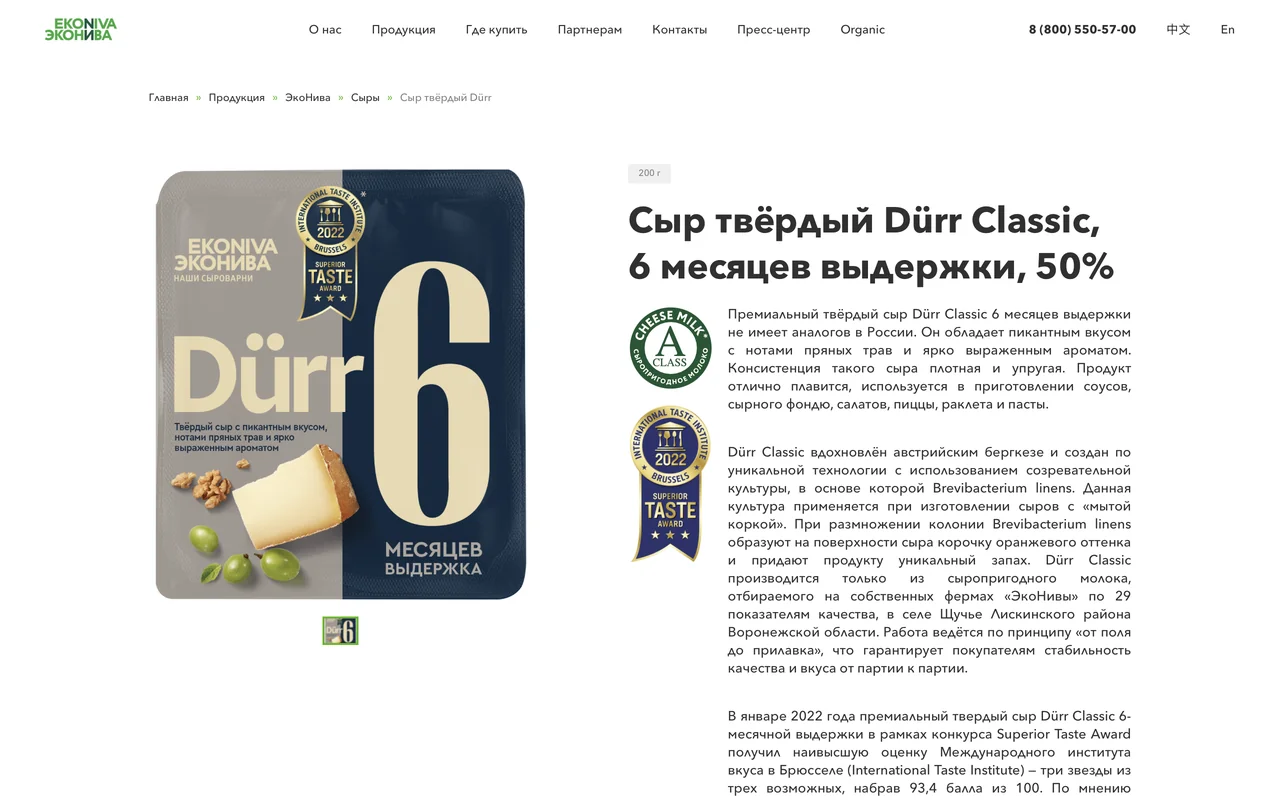 EKONIVA
ЭКОНИВА
О нас
Продукция
Где купить
Партнерам
Контакты
Пресс-центр
Organic
8 (800) 550-57-00
中文
En
Главная » Продукция » ЭкоНива » Сыры » Сыр твёрдый Dürr
INTERNATIONAL TASTE INSTITUTE
*
2022
BRUSSELS
SUPERIOR
TASTE
AWARD
EKONIVA
ЭКОНИВА
НАШИ СЫРОВАРНИ
Dürr
6
Твёрдый сыр с пикантным вкусом,
нотами пряных трав и ярко
выраженным ароматом
МЕСЯЦЕВ
ВЫДЕРЖКА
Dürr 6
200 г
Сыр твёрдый Dürr Classic,
6 месяцев выдержки, 50%
CHEESE MILK*
A
CLASS
СЫРОПРИГОДНОЕ МОЛОКО
INTERNATIONAL TASTE INSTITUTE
2022
BRUSSELS
SUPERIOR
TASTE
AWARD
Премиальный твёрдый сыр Dürr Classic 6 месяцев выдержки
не имеет аналогов в России. Он обладает пикантным вкусом
с нотами пряных трав и ярко выраженным ароматом.
Консистенция такого сыра плотная и упругая. Продукт
отлично плавится, используется в приготовлении соусов,
сырного фондю, салатов, пиццы, раклета и пасты.
Dürr Classic вдохновлён австрийским бергкезе и создан по
уникальной технологии с использованием созревательной
культуры, в основе которой Brevibacterium linens. Данная
культура применяется при изготовлении сыров с «мытой
коркой». При размножении колонии Brevibacterium linens
образуют на поверхности сыра корочку оранжевого оттенка
и придают продукту уникальный запах. Dürr Classic
производится только из сыропригодного молока,
отбираемого на собственных фермах «ЭкоНивы» по 29
показателям качества, в селе Щучье Лискинского района
Воронежской области. Работа ведётся по принципу «от поля
до прилавка», что гарантирует покупателям стабильность
качества и вкуса от партии к партии.
В январе 2022 года премиальный твердый сыр Dürr Classic 6-
месячной выдержки в рамках конкурса Superior Taste Award
получил наивысшую оценку Международного института
вкуса в Брюсселе (International Taste Institute) – три звезды из
трех возможных, набрав 93,4 балла из 100. По мнению